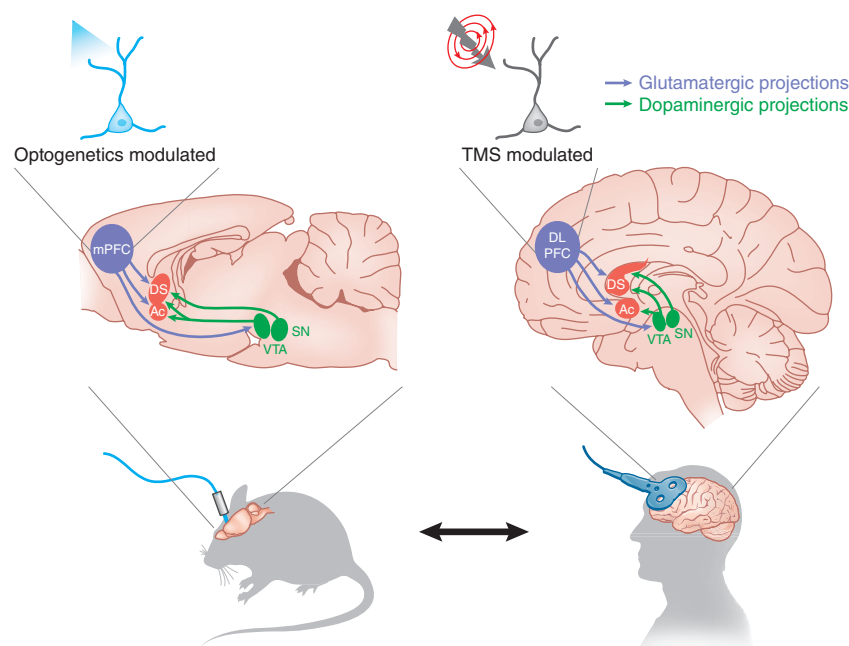 Glutamatergic projections
Dopaminergic projections
Optogenetics modulated
TMS modulated
mPFC
DS
Ac
SN
VTA
DL
PFC
DS
Ac
VTA
SN